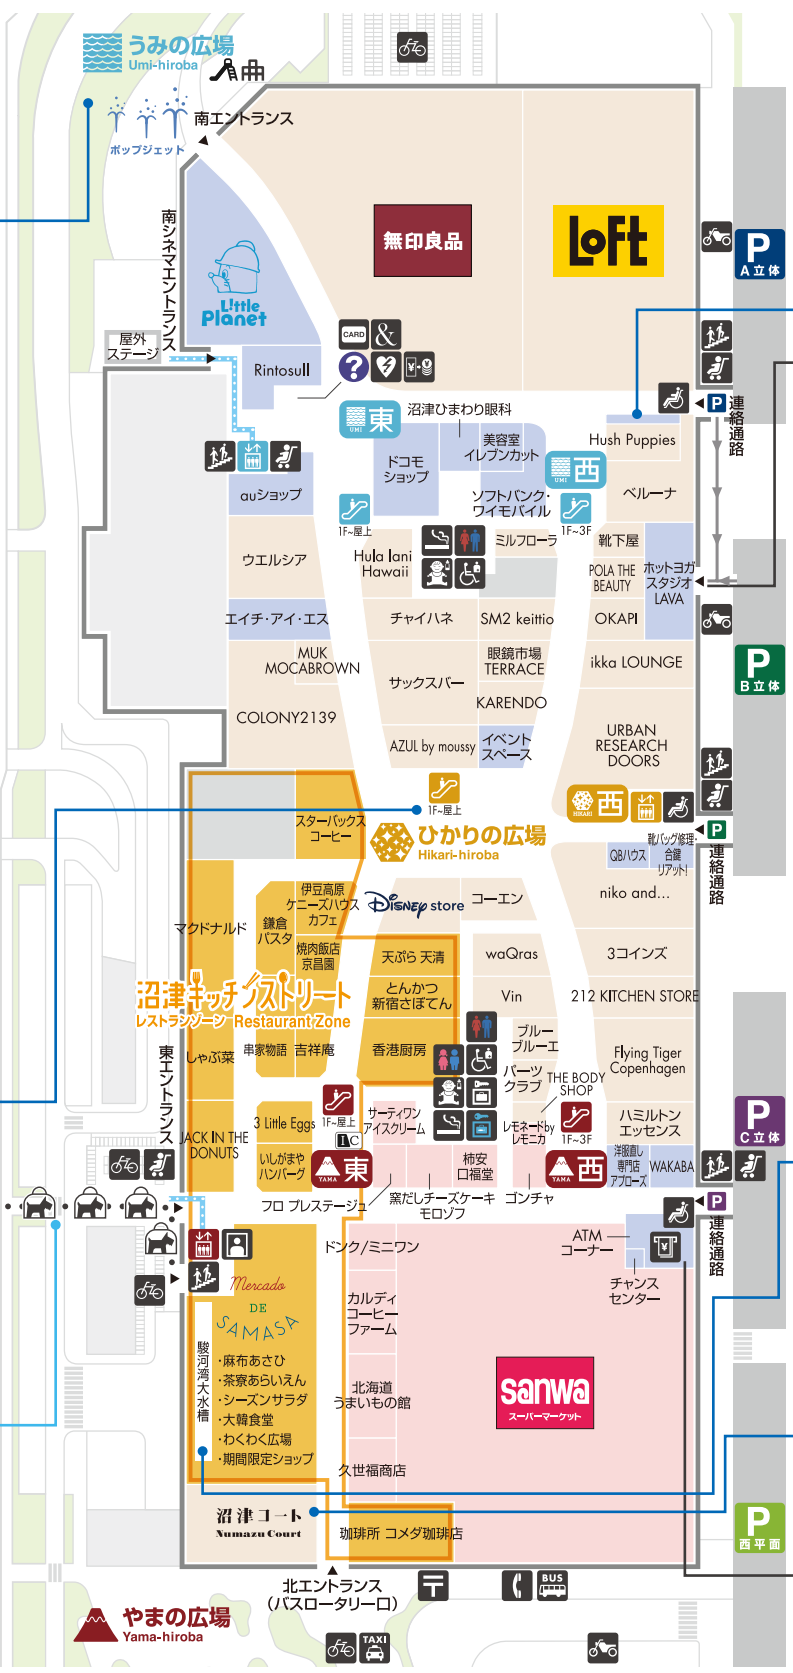 うみの広場
Umi-hiroba
ポップジェット
南エントランス
南シネマエントランス
屋外
ステージ
Little
Planet
無印良品
LOFT
P
A立体
CARD
&
?
Rintosull
UMI
東
沼津ひまわり眼科
美容室
イレブンカット
ドコモ
ショップ
ソフトバンク・
ワイモバイル
Hush Puppies
P
連絡通路
UMI
西
ベルーナ
auショップ
1F~屋上
1F~3F
ウエルシア
Hula lani
Hawaii
ミルフローラ
靴下屋
POLA THE
BEAUTY
ホットヨガ
スタジオ
LAVA
エイチ・アイ・エス
チャイハネ
SM2 keittio
OKAPI
MUK
MOCABROWN
眼鏡市場
TERRACE
ikka LOUNGE
P
B立体
サックスバー
KARENDO
COLONY2139
AZUL by moussy
イベント
スペース
URBAN
RESEARCH
DOORS
1F~屋上
HIKARI
西
スターバックス
コーヒー
ひかりの広場
Hikari-hiroba
P
連絡通路
QBハウス
靴バッグ修理・
合鍵
リアット!
マクドナルド
鎌倉
パスタ
伊豆高原
ケニーズハウス
カフェ
Disney store
コーエン
niko and...
焼肉飯店
京昌園
天ぷら 天清
waQras
3コインズ
沼津キッチンストリート
レストランゾーン Restaurant Zone
とんかつ
新宿さぼてん
Vin
212 KITCHEN STORE
しゃぶ菜
串家物語
吉祥庵
香港厨房
ブルー
ブルーエ
Flying Tiger
Copenhagen
東エントランス
パーツ
クラブ
THE BODY
SHOP
3 Little Eggs
1F~屋上
サーティワン
アイスクリーム
レモネードby
レモニカ
1F~3F
ハミルトン
エッセンス
P
C立体
JACK IN THE
DONUTS
IC
いしがまや
ハンバーグ
YAMA
東
柿安
口福堂
YAMA
西
洋服直し
専門店
アプローズ
WAKABA
フロ プレステージュ
窯だしチーズケーキ
モロゾフ
ゴンチャ
P
連絡通路
ドンク/ミニワン
ATM
コーナー
チャンス
センター
Mercado
DE
SAMASA
カルディ
コーヒー
ファーム
駿河湾大水槽
・麻布あさひ
・茶寮あらいえん
・シーズンサラダ
・大韓食堂
・わくわく広場
・期間限定ショップ
北海道
うまいもの館
sanwa
スーパーマーケット
久世福商店
沼津コート
Numazu Court
珈琲所 コメダ珈琲店
P
西平面
北エントランス
(バスロータリー口)
〒
BUS
やまの広場
Yama-hiroba
TAXI